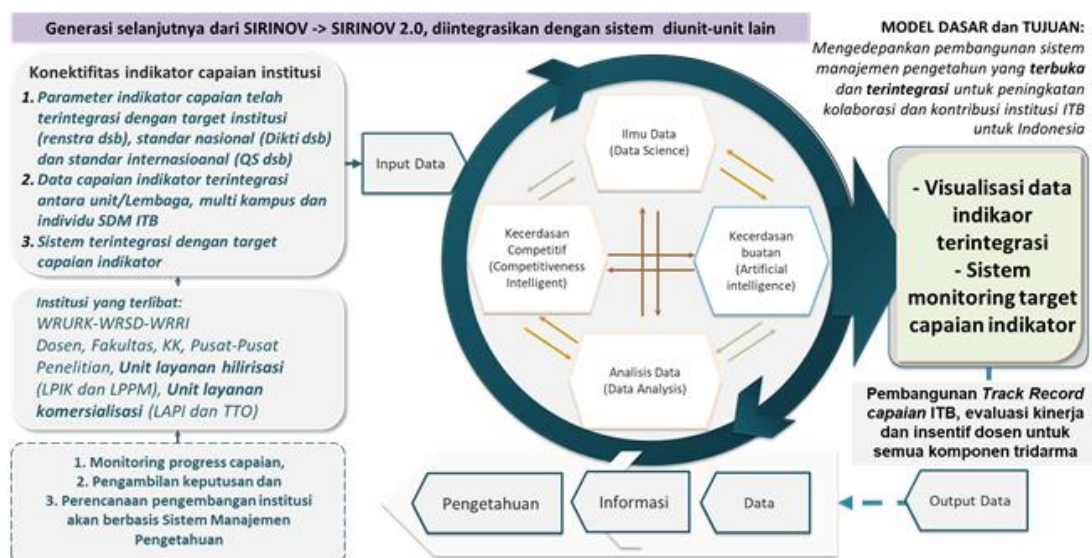 Generasi selanjutnya dari SIRINOV -> SIRINOV 2.0, diintegrasikan dengan sistem diunit-unit lain
MODEL DASAR dan TUJUAN:
Mengedepankan pembangunan sistem
manajemen pengetahun yang terbuka
dan terintegrasi untuk peningkatan
kolaborasi dan kontribusi institusi ITB
untuk Indonesia
Konektifitas indikator capaian institusi
1. Parameter indikator capaian telah
terintegrasi dengan target institusi
(renstra dsb), standar nasional (Dikti dsb)
dan standar internasioanal (QS dsb)
2. Data capaian indikator terintegrasi
antara unit/Lembaga, multi kampus dan
individu SDM ITB
3. Sistem terintegrasi dengan target
capaian indikator
Input Data
Ilmu Data
(Data Science)
Kecerdasan
Competitif
(Competitiveness
Intelligent)
Kecerdasan
buatan
(Artificial
intelligence)
Analisis Data
(Data Analysis)
- Visualisasi data
indikaor
terintegrasi
- Sistem
monitoring target
capaian indikator
Institusi yang terlibat:
WRURK-WRSD-WRRI
Dosen, Fakultas, KK, Pusat-Pusat
Penelitian, Unit layanan hilirisasi
(LPIK dan LPPM), Unit layanan
komersialisasi (LAPI dan TTO)
Pembangunan Track Record
capaian ITB, evaluasi kinerja
dan insentif dosen untuk
semua komponen tridarma
1. Monitoring progress capaian,
2. Pengambilan keputusan dan
3. Perencanaan pengembangan institusi
akan berbasis Sistem Manajemen
Pengetahuan
Pengetahuan
Informasi
Data
Output Data